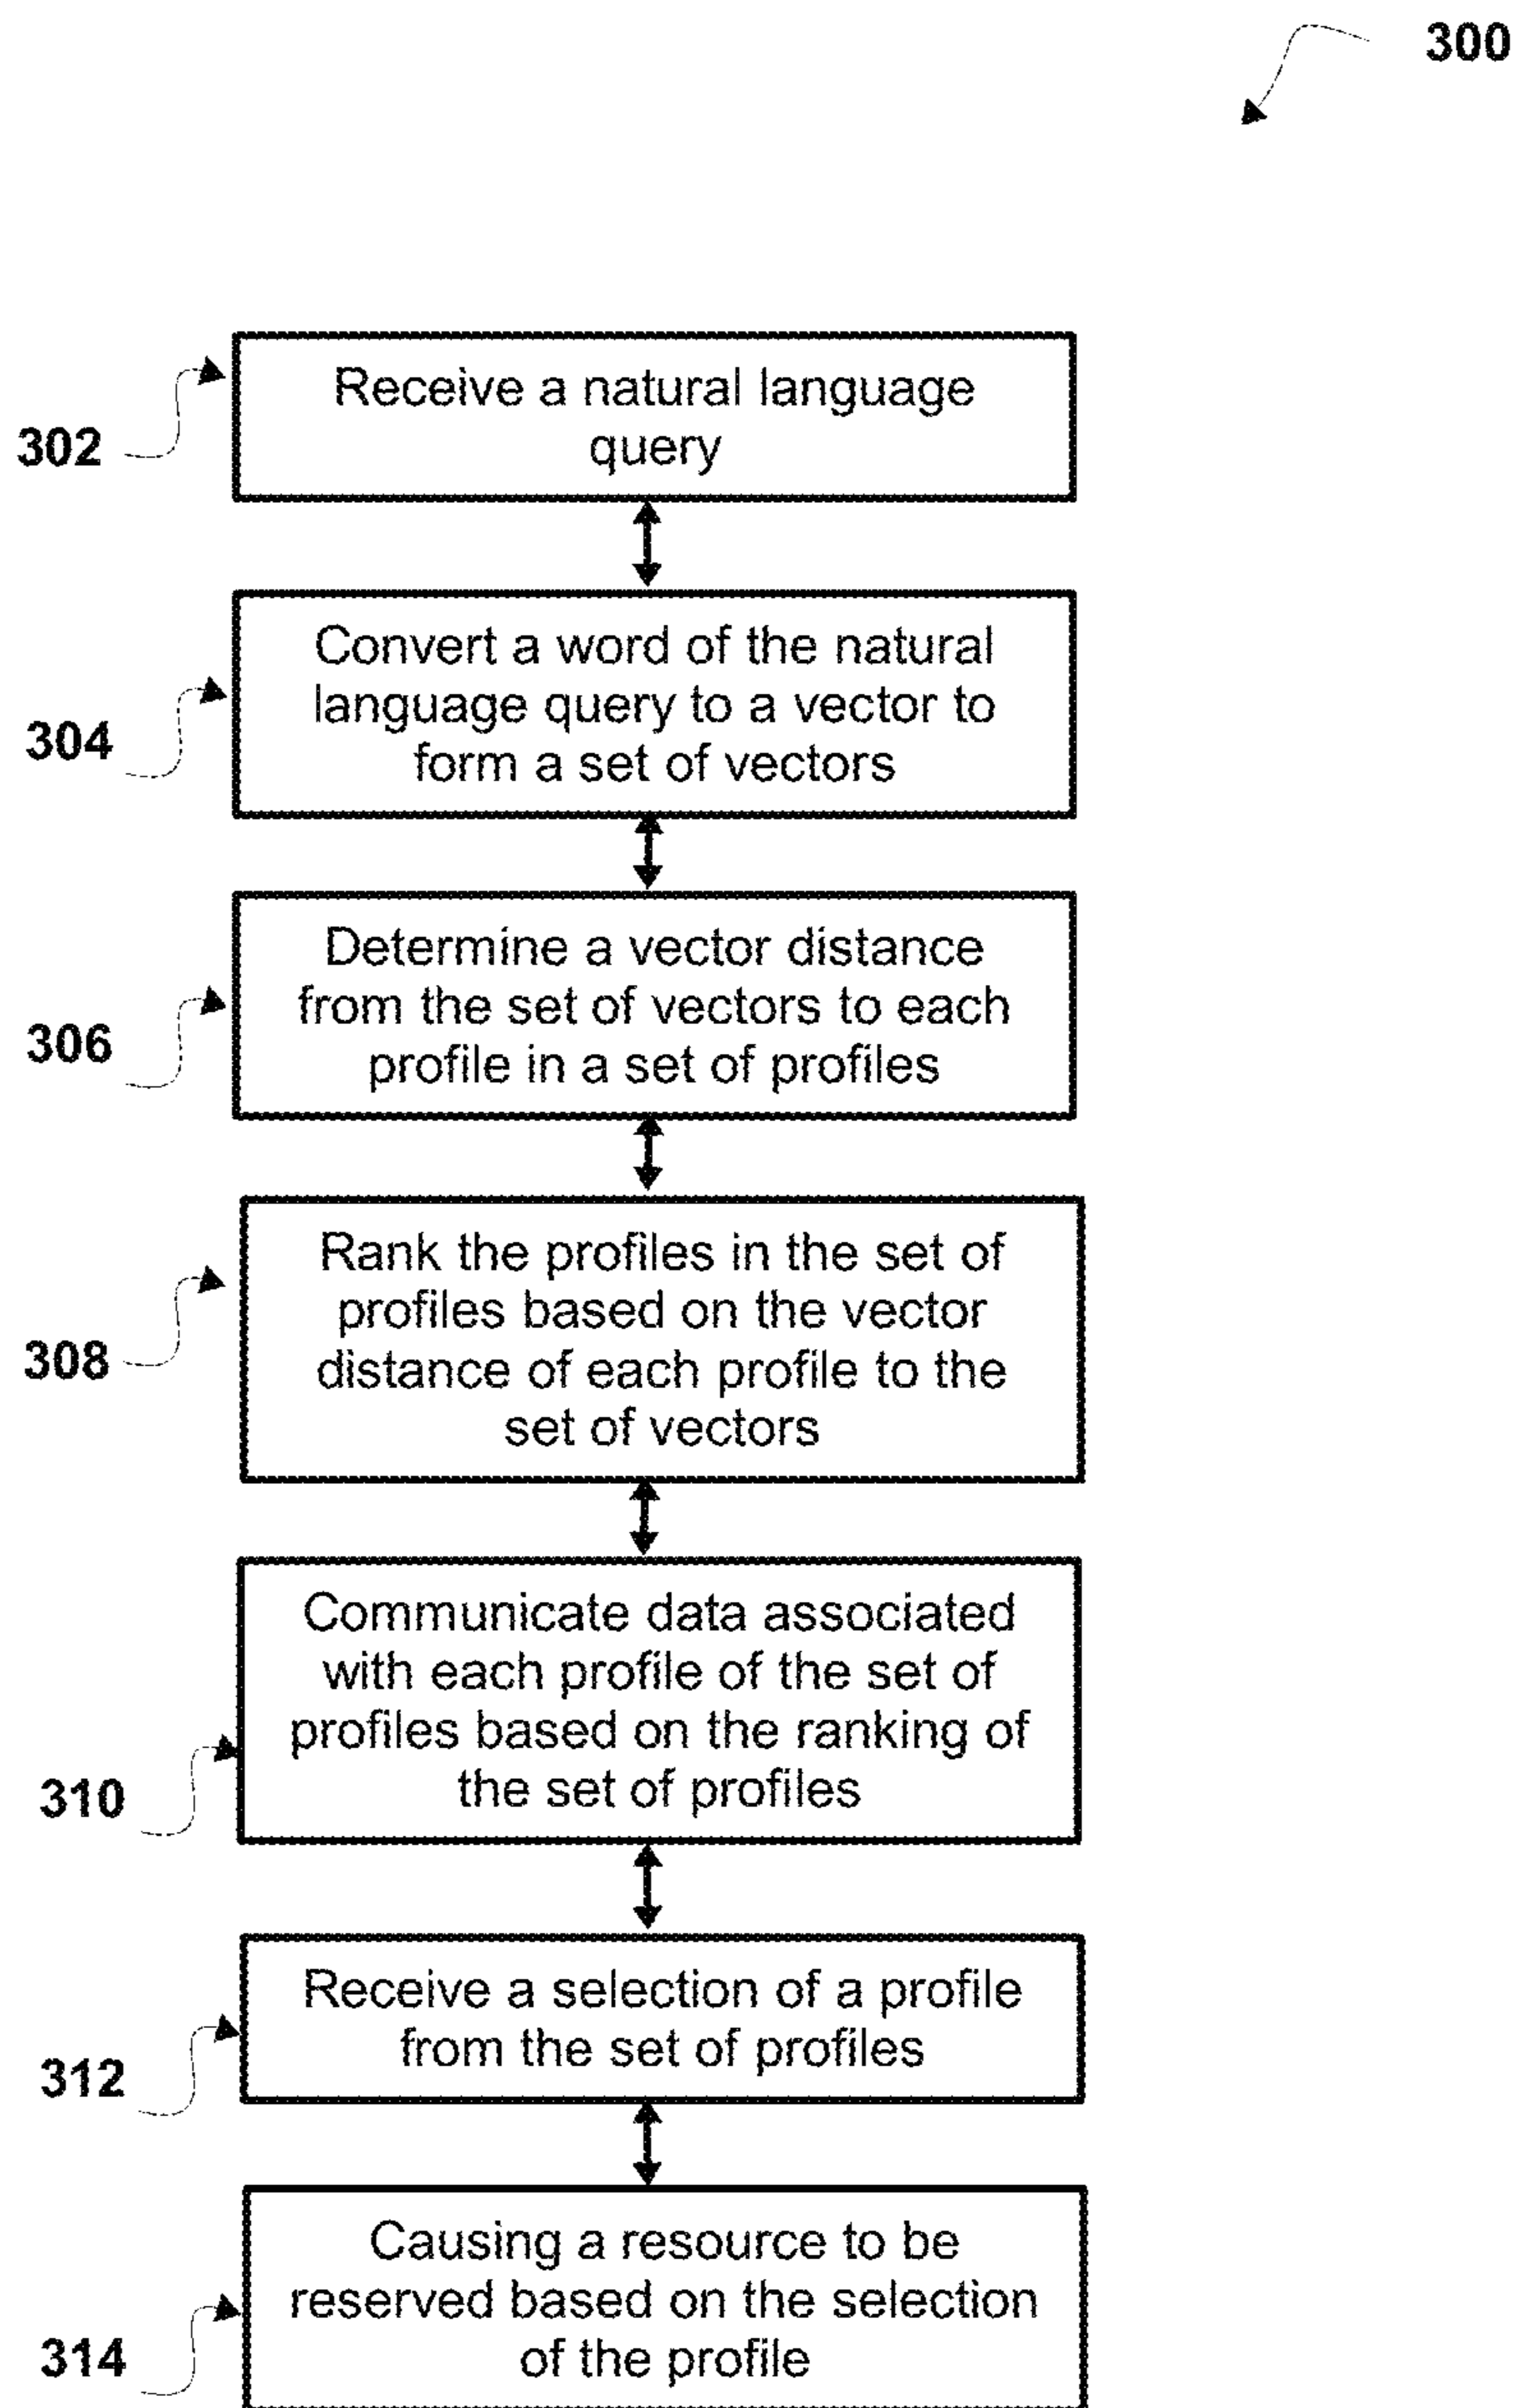 300
302
Receive a natural language
query
304
Convert a word of the natural
language query to a vector to
form a set of vectors
306
Determine a vector distance
from the set of vectors to each
profile in a set of profiles
308
Rank the profiles in the set of
profiles based on the vector
distance of each profile to the
set of vectors
310
Communicate data associated
with each profile of the set of
profiles based on the ranking of
the set of profiles
312
Receive a selection of a profile
from the set of profiles
314
Causing a resource to be
reserved based on the selection
of the profile